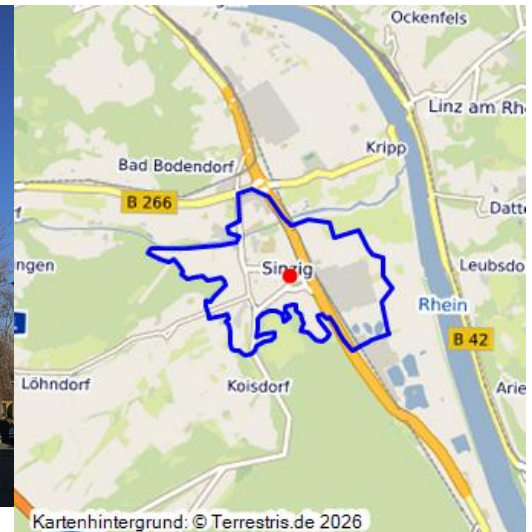 Ockenfels
Linz am Rhe
Kripp
Bad Bodendorf
B 266
Datte
ngen
Sinzig
Leubsdo
Rhein
B 42
Löhndorf
Koisdorf
Arie
Kartenhintergrund: © Terrestris.de 2026